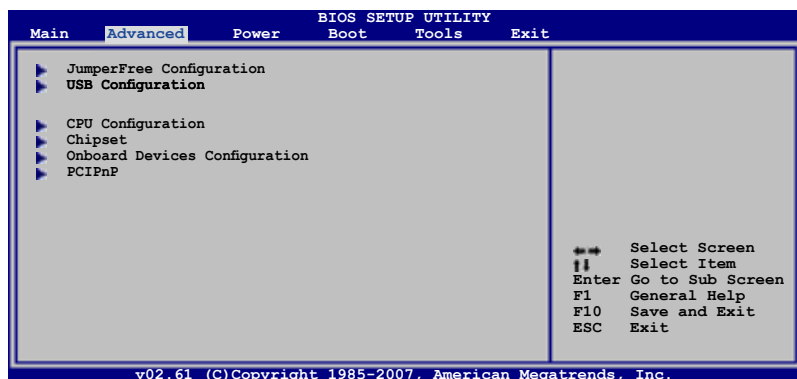 BIOS SETUP UTILITY
Main Advanced Power Boot Tools Exit
JumperFree Configuration
USB Configuration
CPU Configuration
Chipset
Onboard Devices Configuration
PCIPnP
Select Screen
Select Item
Enter Go to Sub Screen
F1 General Help
F10 Save and Exit
ESC Exit
v02.61 (C)Copyright 1985-2007, American Megatrends, Inc.